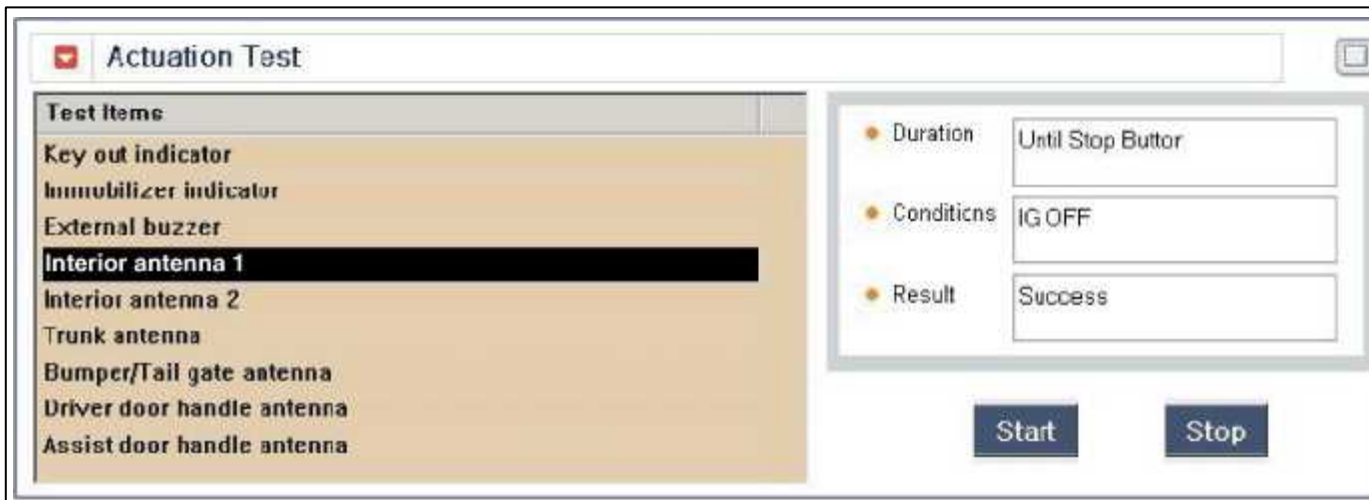 Actuation Test
Test Items
Key out indicator
Immobilizer indicator
External buzzer
Interior antenna 1
Interior antenna 2
Trunk antenna
Bumper/Tail gate antenna
Driver door handle antenna
Assist door handle antenna
Duration
Until Stop Buttor
Conditions
IG OFF
Result
Success
Start
Stop